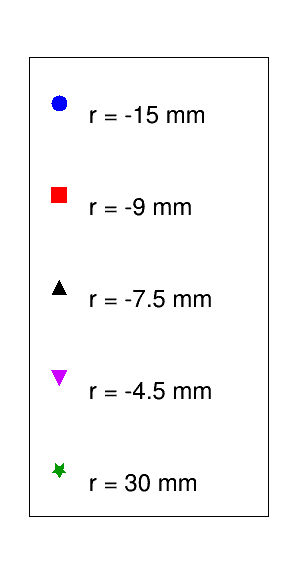 r = -15 mm
r = -9 mm
r = -7.5 mm
r = -4.5 mm
r = 30 mm